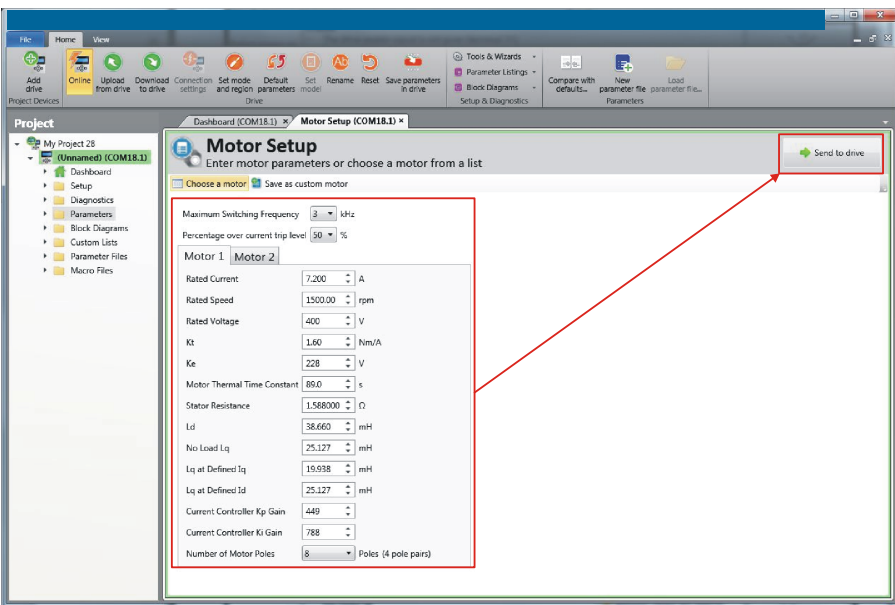 File Home View
Add drive
Online
Upload from drive
Download to drive
Connection settings
Set mode and region
Default parameters
Set model
Rename
Reset
Save parameters in drive
Tools & Wizards
Parameter Listings
Block Diagrams
Compare with defaults...
New parameter file
Load parameter file...
Project Devices
Drive
Setup & Diagnostics
Parameters
Project
My Project 28
(Unnamed) (COM18.1)
Dashboard
Setup
Diagnostics
Parameters
Block Diagrams
Custom Lists
Parameter Files
Macro Files
Dashboard (COM18.1) × Motor Setup (COM18.1) ×
Motor Setup
Enter motor parameters or choose a motor from a list
Send to drive
Choose a motor Save as custom motor
Maximum Switching Frequency 3 kHz
Percentage over current trip level 50 %
Motor 1 Motor 2
Rated Current 7.200 A
Rated Speed 1500.00 rpm
Rated Voltage 400 V
Kt 1.60 Nm/A
Ke 228 V
Motor Thermal Time Constant 89.0 s
Stator Resistance 1.588000 Ω
Ld 38.660 mH
No Load Lq 25.127 mH
Lq at Defined Iq 19.938 mH
Lq at Defined Id 25.127 mH
Current Controller Kp Gain 449
Current Controller Ki Gain 788
Number of Motor Poles 8 Poles (4 pole pairs)